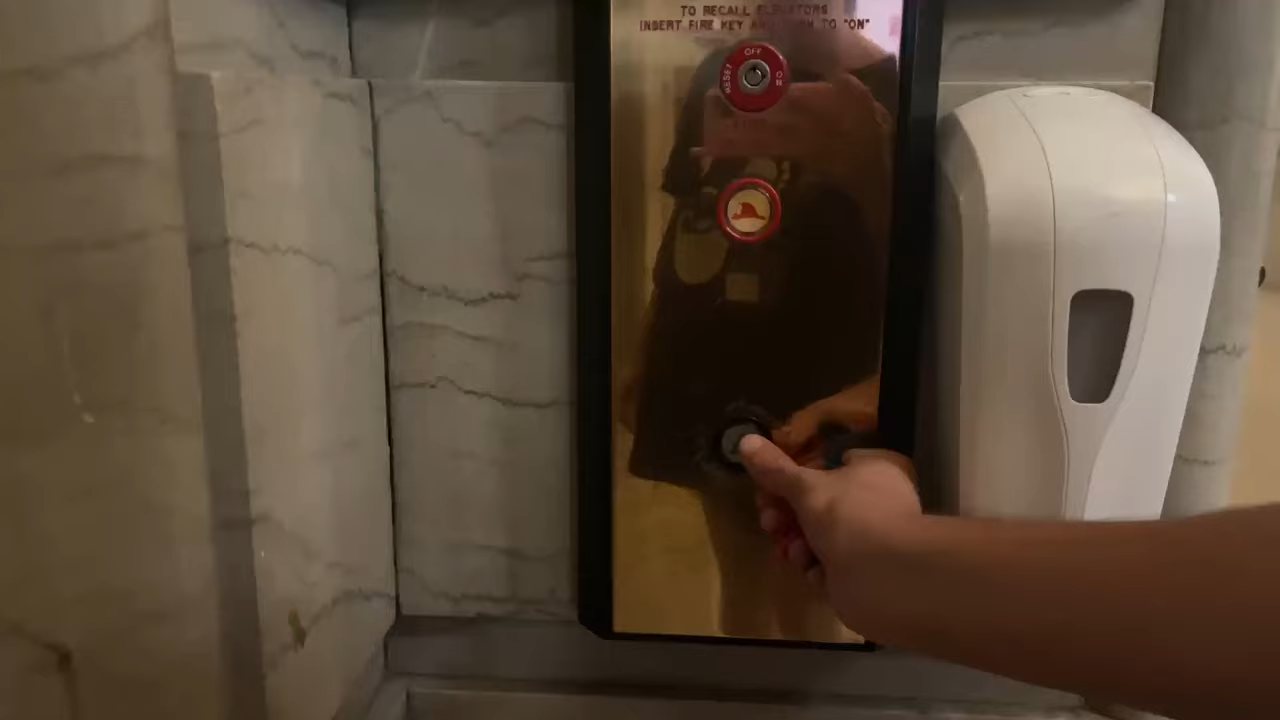 TO RECALL ELEVATORS
INSERT FIRE KEY AND TURN TO "ON"
OFF
RESET
ON